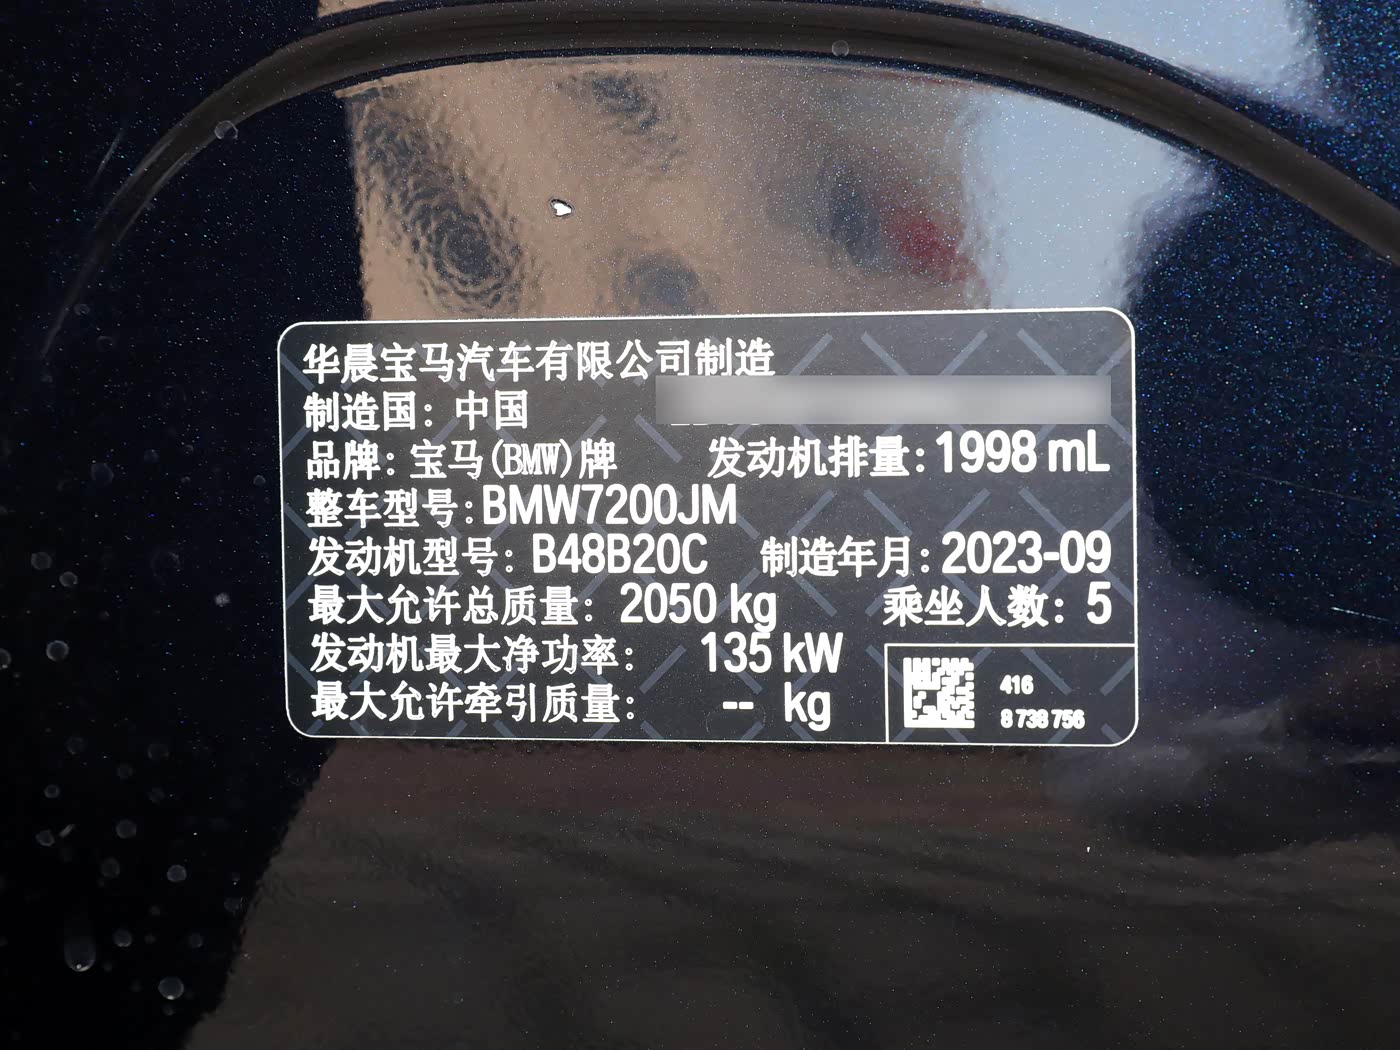 华晨宝马汽车有限公司制造
制造国：中国
品牌：宝马(BMW)牌 发动机排量：1998 mL
整车型号：BMW7200JM
发动机型号：B48B20C 制造年月：2023-09
最大允许总质量：2050 kg 乘坐人数：5
发动机最大净功率：135 kW
最大允许牵引质量：-- kg
416
8 738 756